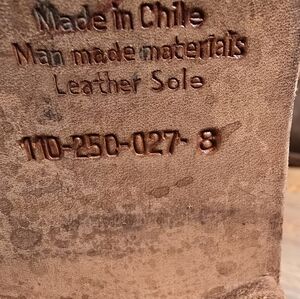 Made in Chile
Man made materials
Leather Sole
110-250-027- 8